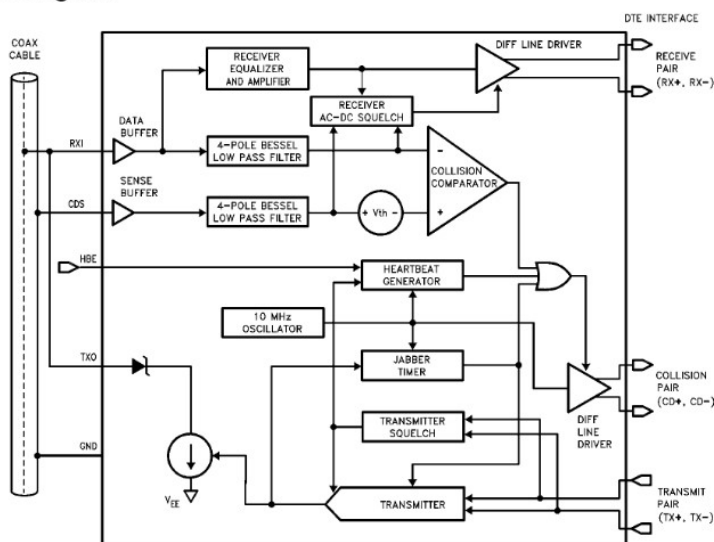 DTE INTERFACE
COAX
CABLE
RECEIVER
EQUALIZER
AND AMPLIFIER
DIFF LINE DRIVER
RECEIVE
PAIR
(RX+, RX−)
RECEIVER
AC-DC SQUELCH
DATA
BUFFER
RXI
4-POLE BESSEL
LOW PASS FILTER
−
COLLISION
COMPARATOR
SENSE
BUFFER
CDS
4-POLE BESSEL
LOW PASS FILTER
+ Vth −
+
HBE
HEARTBEAT
GENERATOR
10 MHz
OSCILLATOR
TXO
JABBER
TIMER
COLLISION
PAIR
(CD+, CD−)
DIFF
LINE
DRIVER
TRANSMITTER
SQUELCH
GND
VEE
TRANSMITTER
TRANSMIT
PAIR
(TX+, TX−)